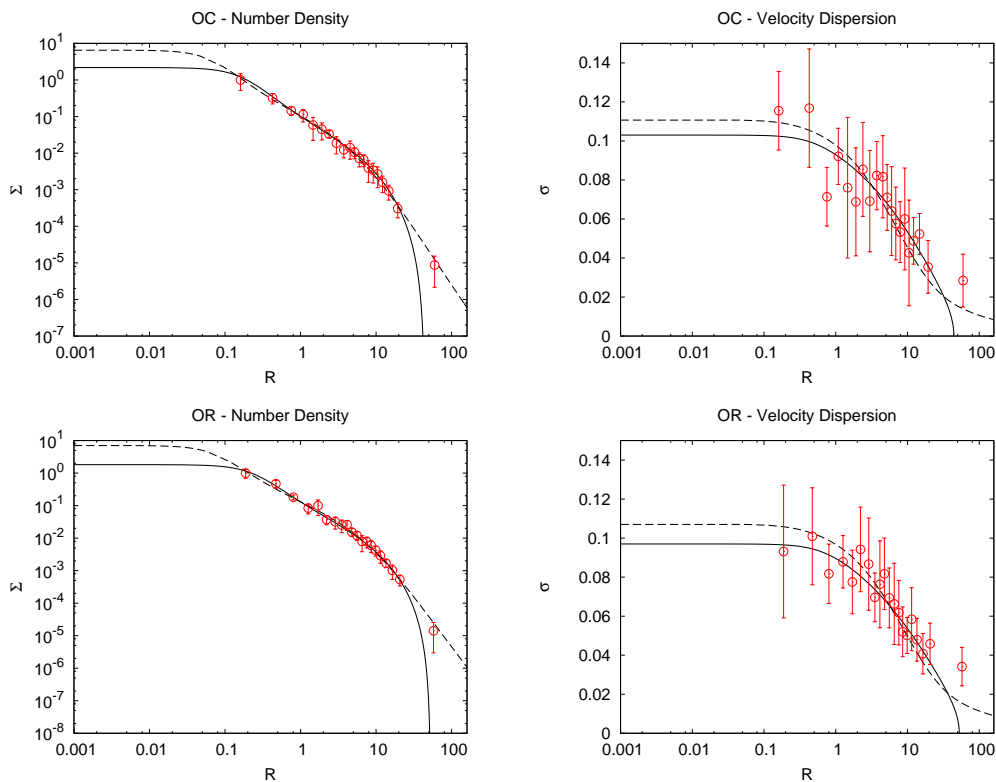 OC - Number Density
OC - Velocity Dispersion
10^1
10^0
10^-1
10^-2
10^-3
10^-4
10^-5
10^-6
10^-7
Σ
0.001 0.01 0.1 1 10 100
R
0.14
0.12
0.1
0.08
0.06
0.04
0.02
0
σ
0.001 0.01 0.1 1 10 100
R
OR - Number Density
OR - Velocity Dispersion
10^1
10^0
10^-1
10^-2
10^-3
10^-4
10^-5
10^-6
10^-7
10^-8
Σ
0.001 0.01 0.1 1 10 100
R
0.14
0.12
0.1
0.08
0.06
0.04
0.02
0
σ
0.001 0.01 0.1 1 10 100
R